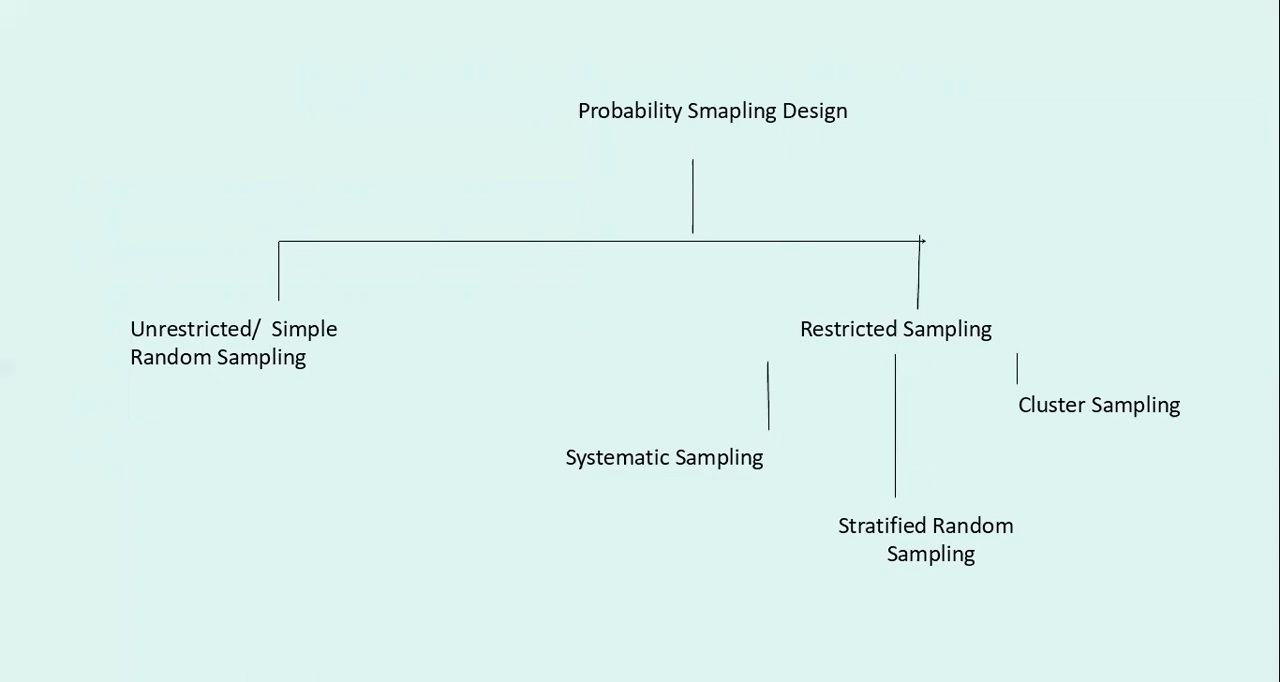 Probability Smapling Design
Unrestricted/  Simple
Random Sampling
Restricted Sampling
Cluster Sampling
Systematic Sampling
Stratified Random
Sampling